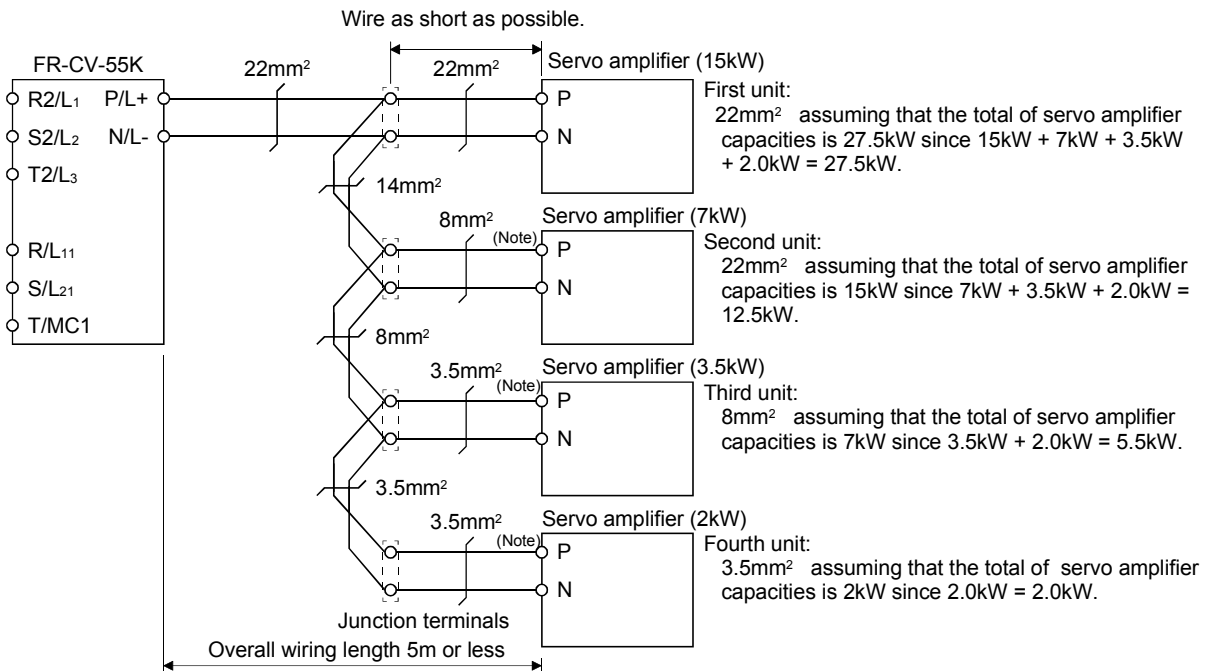 Wire as short as possible.
FR-CV-55K
22mm²
22mm²
Servo amplifier (15kW)
R2/L1
P/L+
P
S2/L2
N/L-
N
T2/L3
R/L11
S/L21
T/MC1
First unit:
22mm² assuming that the total of servo amplifier
capacities is 27.5kW since 15kW + 7kW + 3.5kW
+ 2.0kW = 27.5kW.
14mm²
8mm²
Servo amplifier (7kW)
(Note)
P
N
Second unit:
22mm² assuming that the total of servo amplifier
capacities is 15kW since 7kW + 3.5kW + 2.0kW =
12.5kW.
8mm²
3.5mm²
Servo amplifier (3.5kW)
(Note)
P
N
Third unit:
8mm² assuming that the total of servo amplifier
capacities is 7kW since 3.5kW + 2.0kW = 5.5kW.
3.5mm²
3.5mm²
Servo amplifier (2kW)
(Note)
P
N
Fourth unit:
3.5mm² assuming that the total of servo amplifier
capacities is 2kW since 2.0kW = 2.0kW.
Junction terminals
Overall wiring length 5m or less